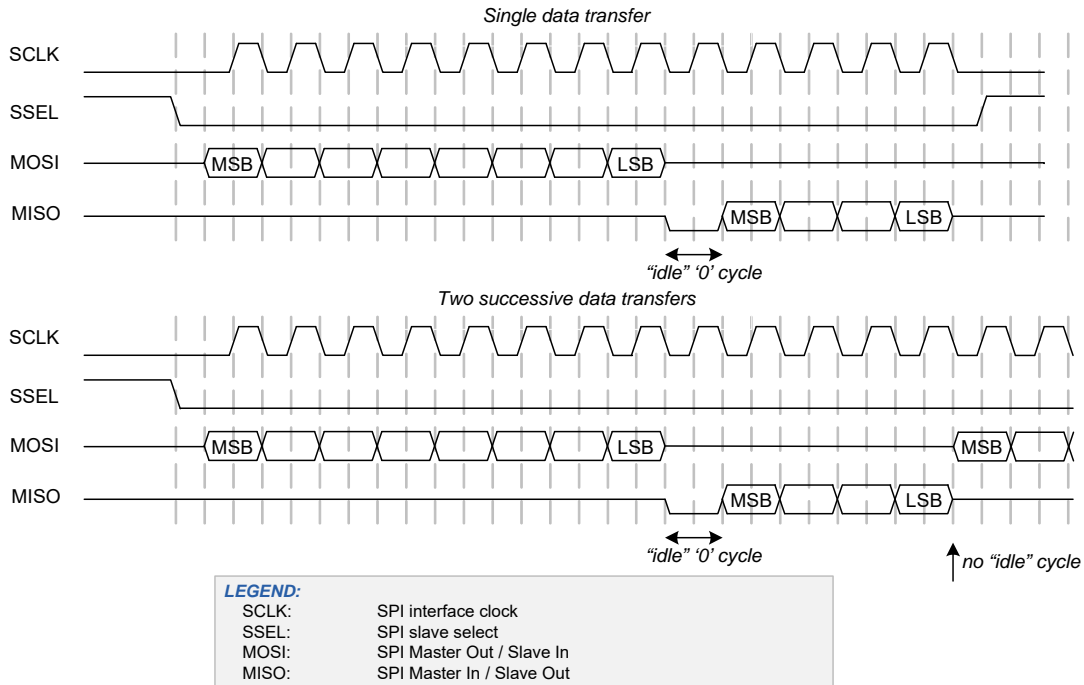 Single data transfer
SCLK
SSEL
MOSI MSB LSB
MISO MSB LSB
“idle” ‘0’ cycle
Two successive data transfers
SCLK
SSEL
MOSI MSB LSB MSB
MISO MSB LSB
“idle” ‘0’ cycle no “idle” cycle
LEGEND:
SCLK: SPI interface clock
SSEL: SPI slave select
MOSI: SPI Master Out / Slave In
MISO: SPI Master In / Slave Out